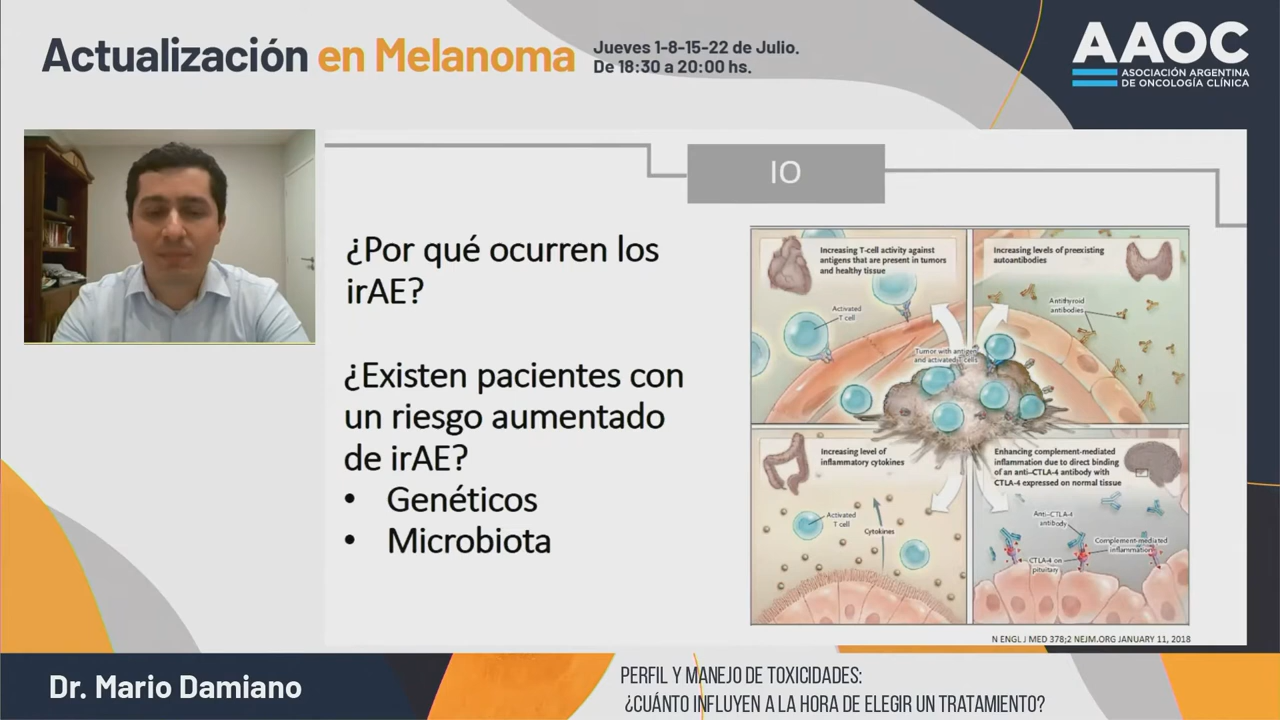 Actualización en Melanoma
Jueves 1-8-15-22 de Julio.
De 18:30 a 20:00 hs.
AAOC
ASOCIACIÓN ARGENTINA
DE ONCOLOGÍA CLÍNICA
IO
¿Por qué ocurren los
irAE?
¿Existen pacientes con
un riesgo aumentado
de irAE?
• Genéticos
• Microbiota
Increasing T-cell activity against
antigens that are present in tumors
and healthy tissue
Activated
T cell
Increasing levels of preexisting
autoantibodies
Antithyroid
antibodies
Tumor with antigen
and activated T cells
Increasing level of
inflammatory cytokines
Activated
T cell
Cytokines
Enhancing complement-mediated
inflammation due to direct binding
of an anti–CTLA-4 antibody with
CTLA-4 expressed on normal tissue
Anti–CTLA-4
antibody
Complement-mediated
inflammation
CTLA-4 on
pituitary
N ENGL J MED 378;2 NEJM.ORG JANUARY 11, 2018
Dr. Mario Damiano
PERFIL Y MANEJO DE TOXICIDADES:
¿CUÁNTO INFLUYEN A LA HORA DE ELEGIR UN TRATAMIENTO?